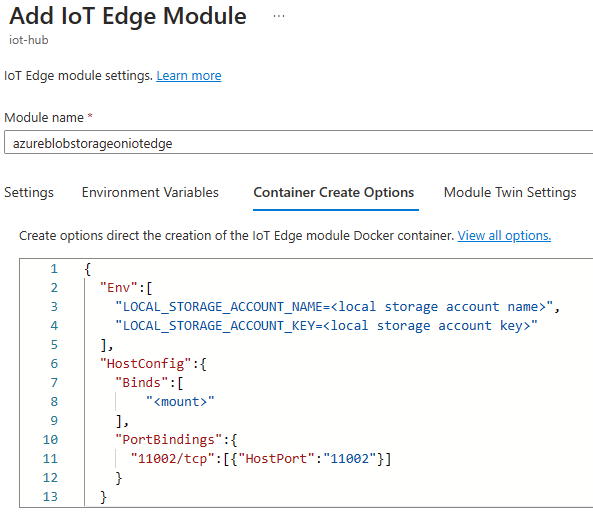 Add IoT Edge Module ...
iot-hub
IoT Edge module settings. Learn more
Module name *
azureblobstorageoniotedge
Settings Environment Variables Container Create Options Module Twin Settings
Create options direct the creation of the IoT Edge module Docker container. View all options.
1 {
2 "Env":[
3 "LOCAL_STORAGE_ACCOUNT_NAME=<local storage account name>",
4 "LOCAL_STORAGE_ACCOUNT_KEY=<local storage account key>"
5 ],
6 "HostConfig":{
7 "Binds":[
8 "<mount>"
9 ],
10 "PortBindings":{
11 "11002/tcp":[{"HostPort":"11002"}]
12 }
13 }